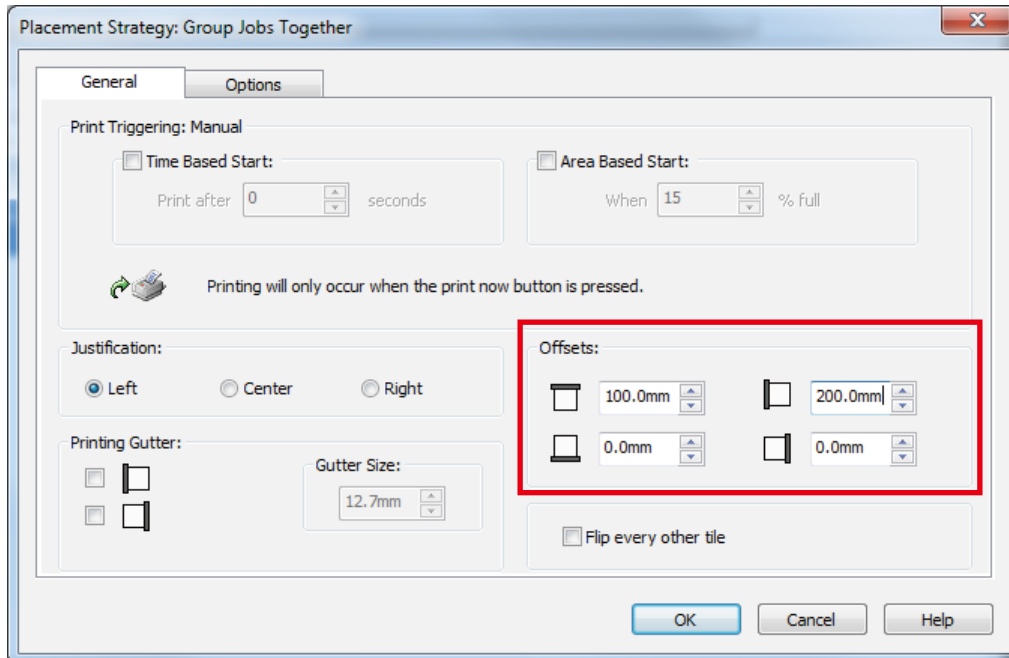 Placement Strategy: Group Jobs Together
General
Options
Print Triggering: Manual
Time Based Start:
Print after 0 seconds
Area Based Start:
When 15 % full
Printing will only occur when the print now button is pressed.
Justification:
Left
Center
Right
Offsets:
100.0mm
200.0mm
0.0mm
0.0mm
Printing Gutter:
Gutter Size:
12.7mm
Flip every other tile
OK
Cancel
Help